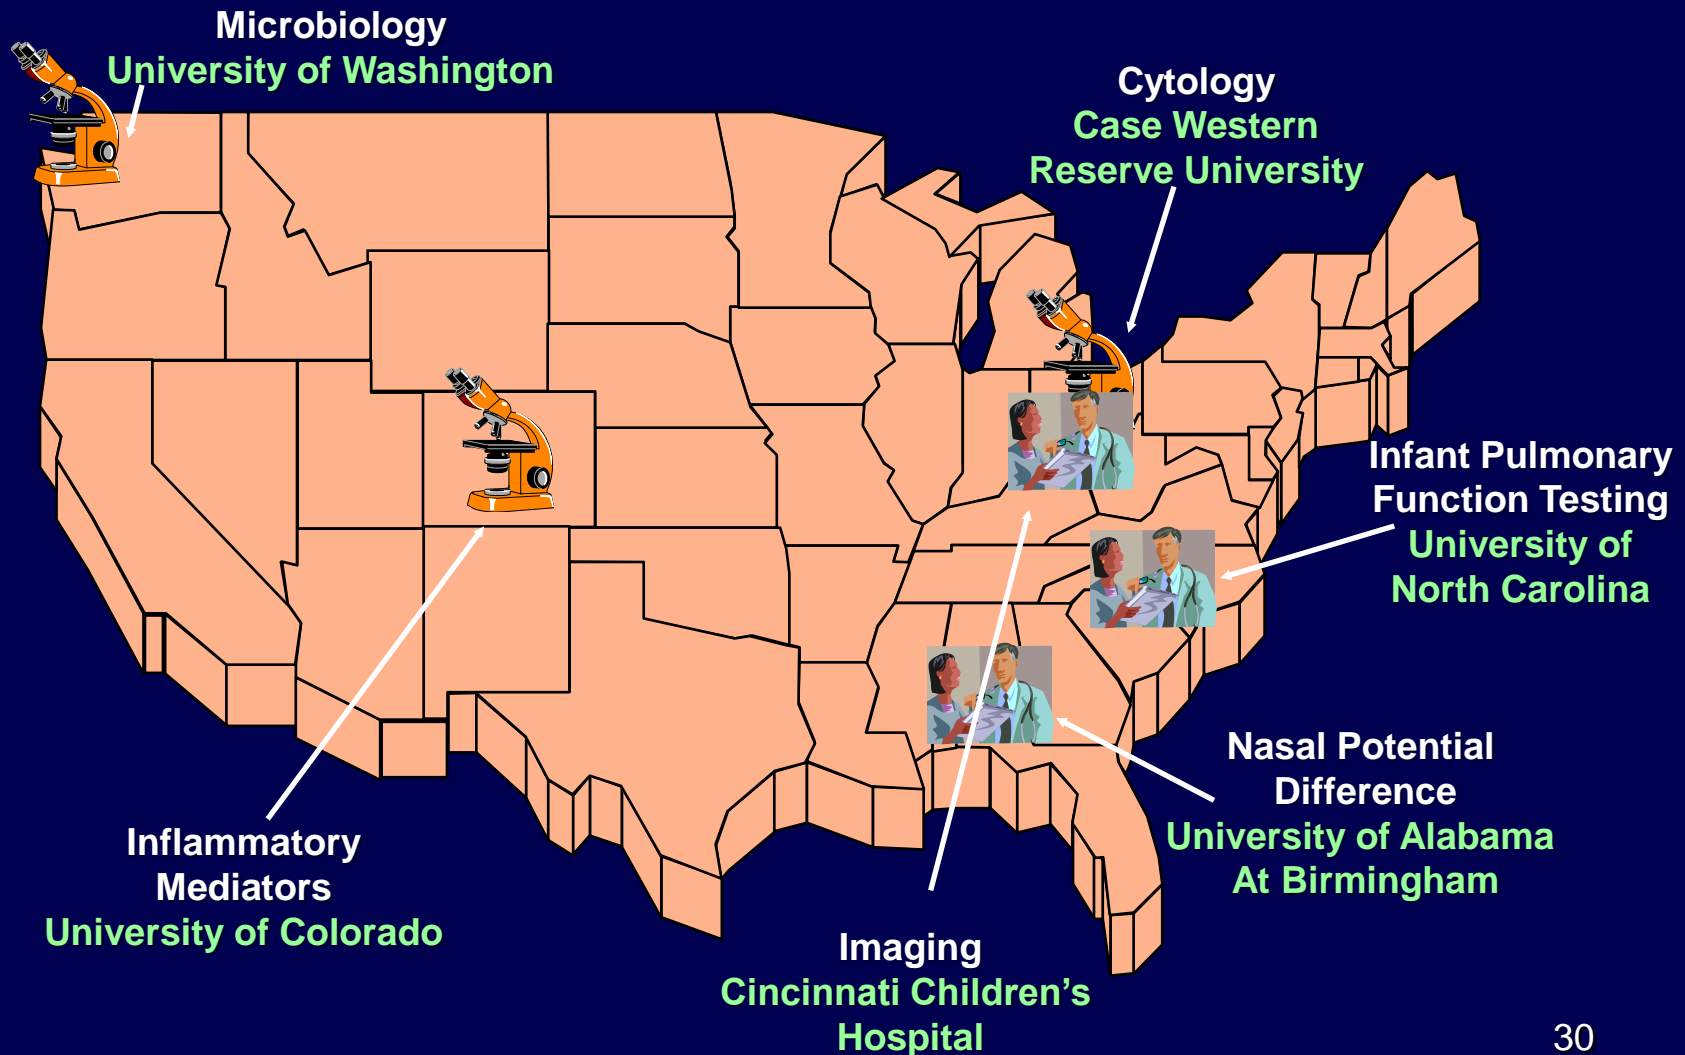 Microbiology
University of Washington
Cytology
Case Western
Reserve University
Infant Pulmonary
Function Testing
University of
North Carolina
Nasal Potential
Difference
University of Alabama
At Birmingham
Inflammatory
Mediators
University of Colorado
Imaging
Cincinnati Children’s
Hospital
30